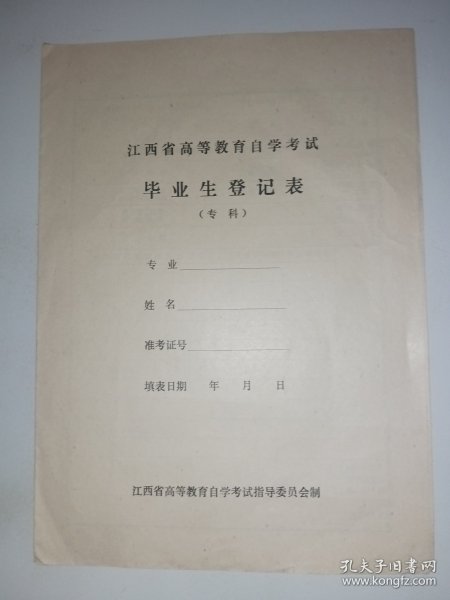 江西省高等教育自学考试
毕业生登记表
（专科）
专业
姓名
准考证号
填表日期 年 月 日
江西省高等教育自学考试指导委员会制
孔夫子旧书网
www.kongfz.com